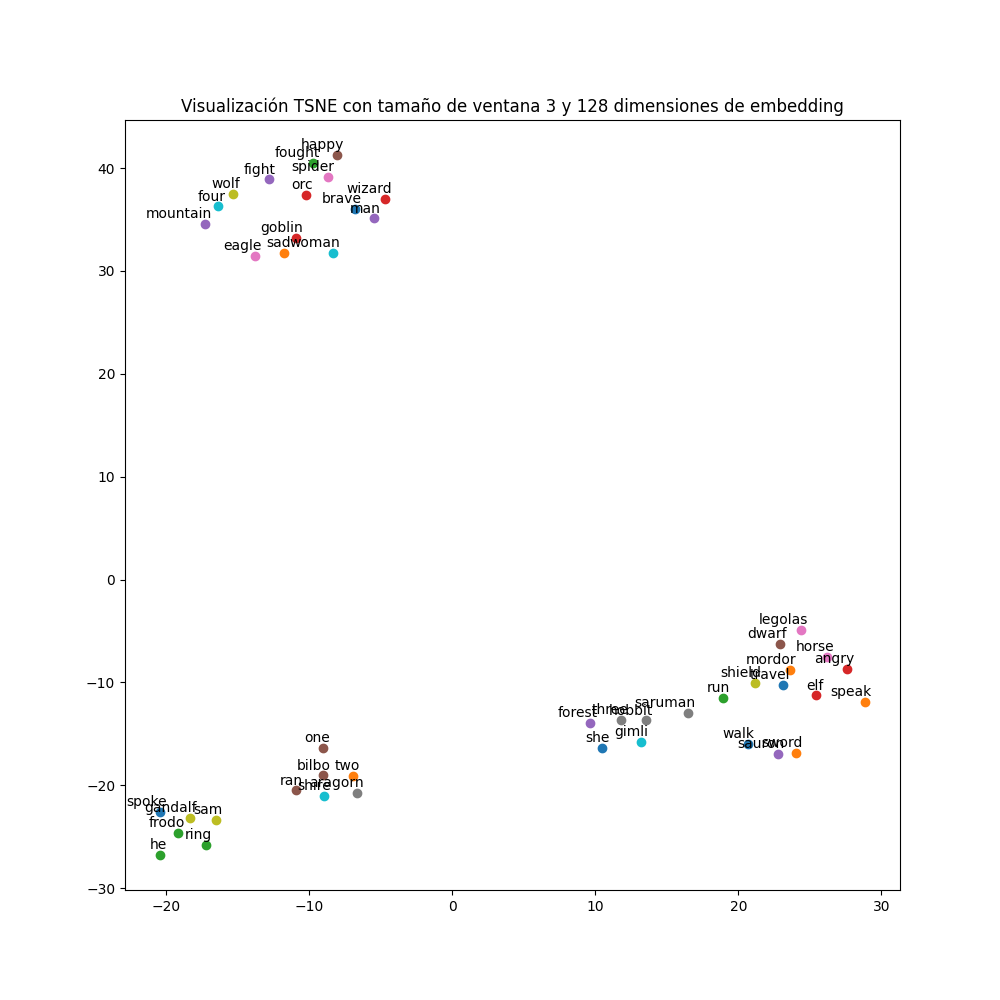 Visualización TSNE con tamaño de ventana 3 y 128 dimensiones de embedding
40
30
20
10
0
−10
−20
−30
happy
fought
spider
fight
orc
wolf
wizard
four
brave
man
mountain
goblin
sad
woman
eagle
legolas
dwarf
horse
angry
mordor
shield
travel
elf
speak
run
saruman
forest
three
hobbit
gimli
she
walk
sauron
sword
one
bilbo
two
ran
shire
aragorn
spoke
gandalf
sam
frodo
ring
he
−20
−10
0
10
20
30